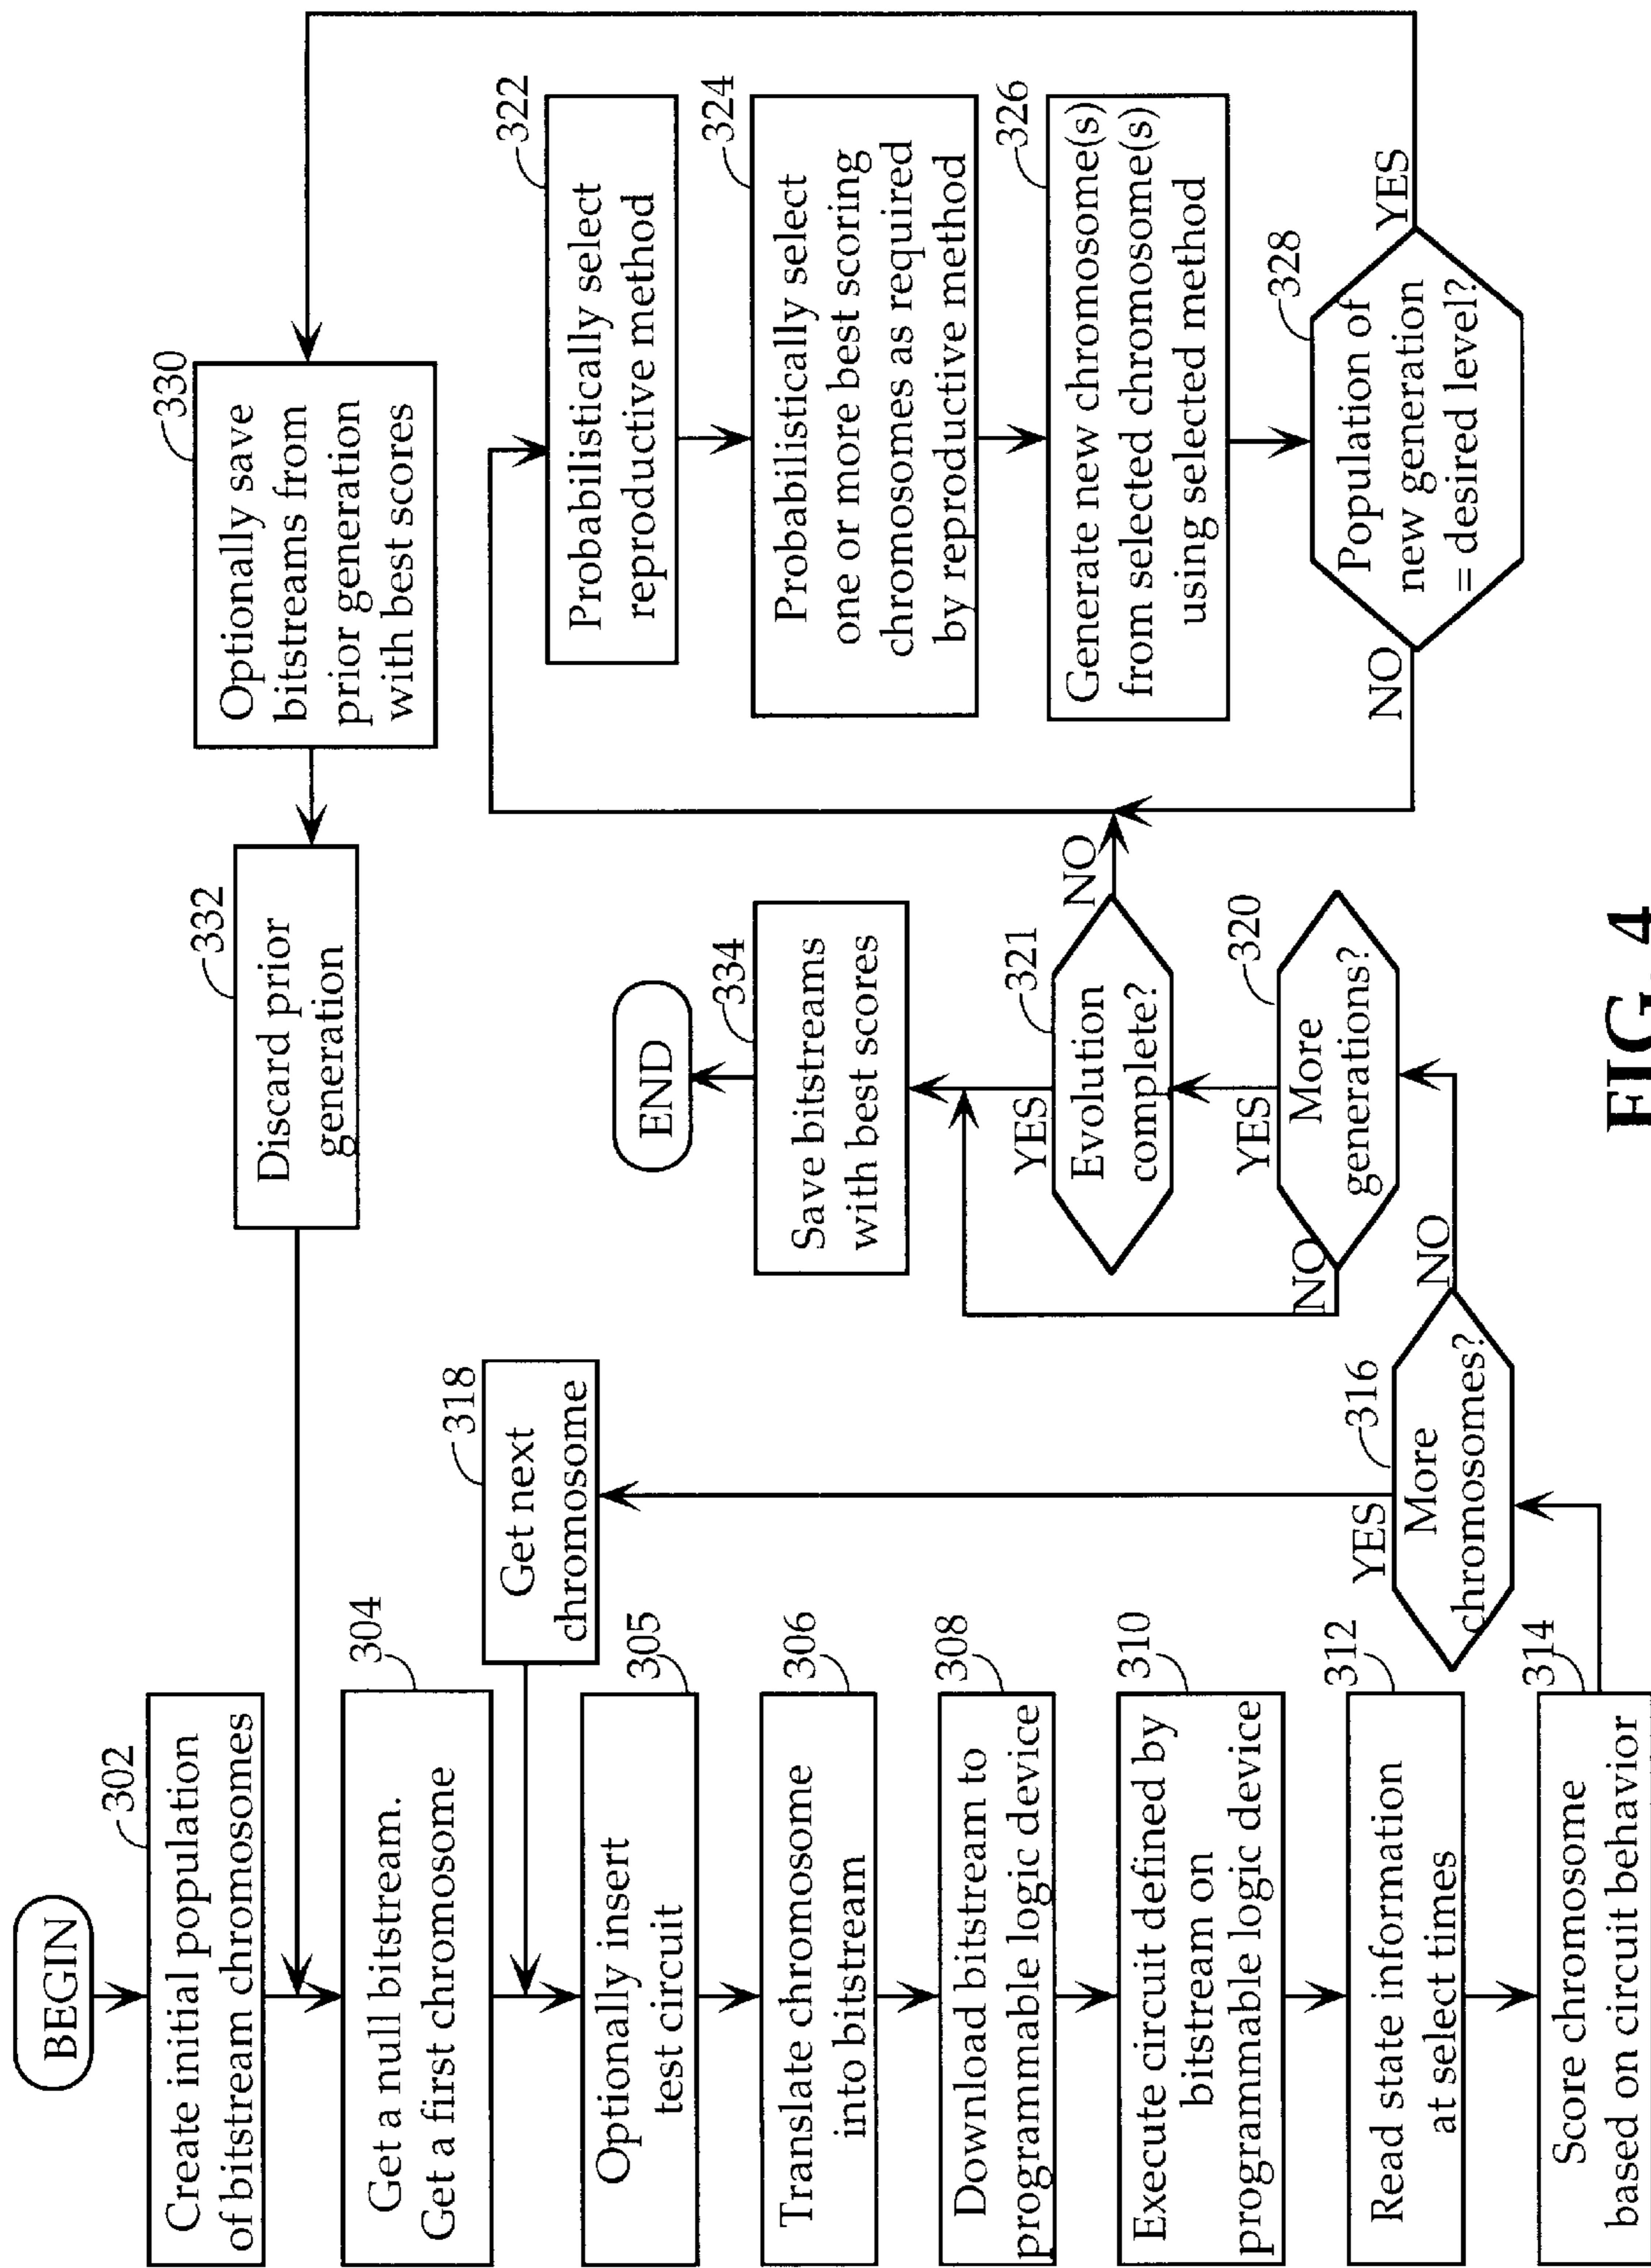 BEGIN
302
Create initial population
of bitstream chromosomes
304
Get a null bitstream.
Get a first chromosome
305
Optionally insert
test circuit
306
Translate chromosome
into bitstream
308
Download bitstream to
programmable logic device
310
Execute circuit defined by
bitstream on
programmable logic device
312
Read state information
at select times
314
Score chromosome
based on circuit behavior
316
More
chromosomes?
YES
NO
318
Get next
chromosome
320
More
generations?
YES
NO
321
Evolution
complete?
YES
NO
334
Save bitstreams
with best scores
END
322
Probabilistically select
reproductive method
324
Probabilistically select
one or more best scoring
chromosomes as required
by reproductive method
326
Generate new chromosome(s)
from selected chromosome(s)
using selected method
328
Population of
new generation
= desired level?
NO
YES
330
Optionally save
bitstreams from
prior generation
with best scores
332
Discard prior
generation
FIG. 4